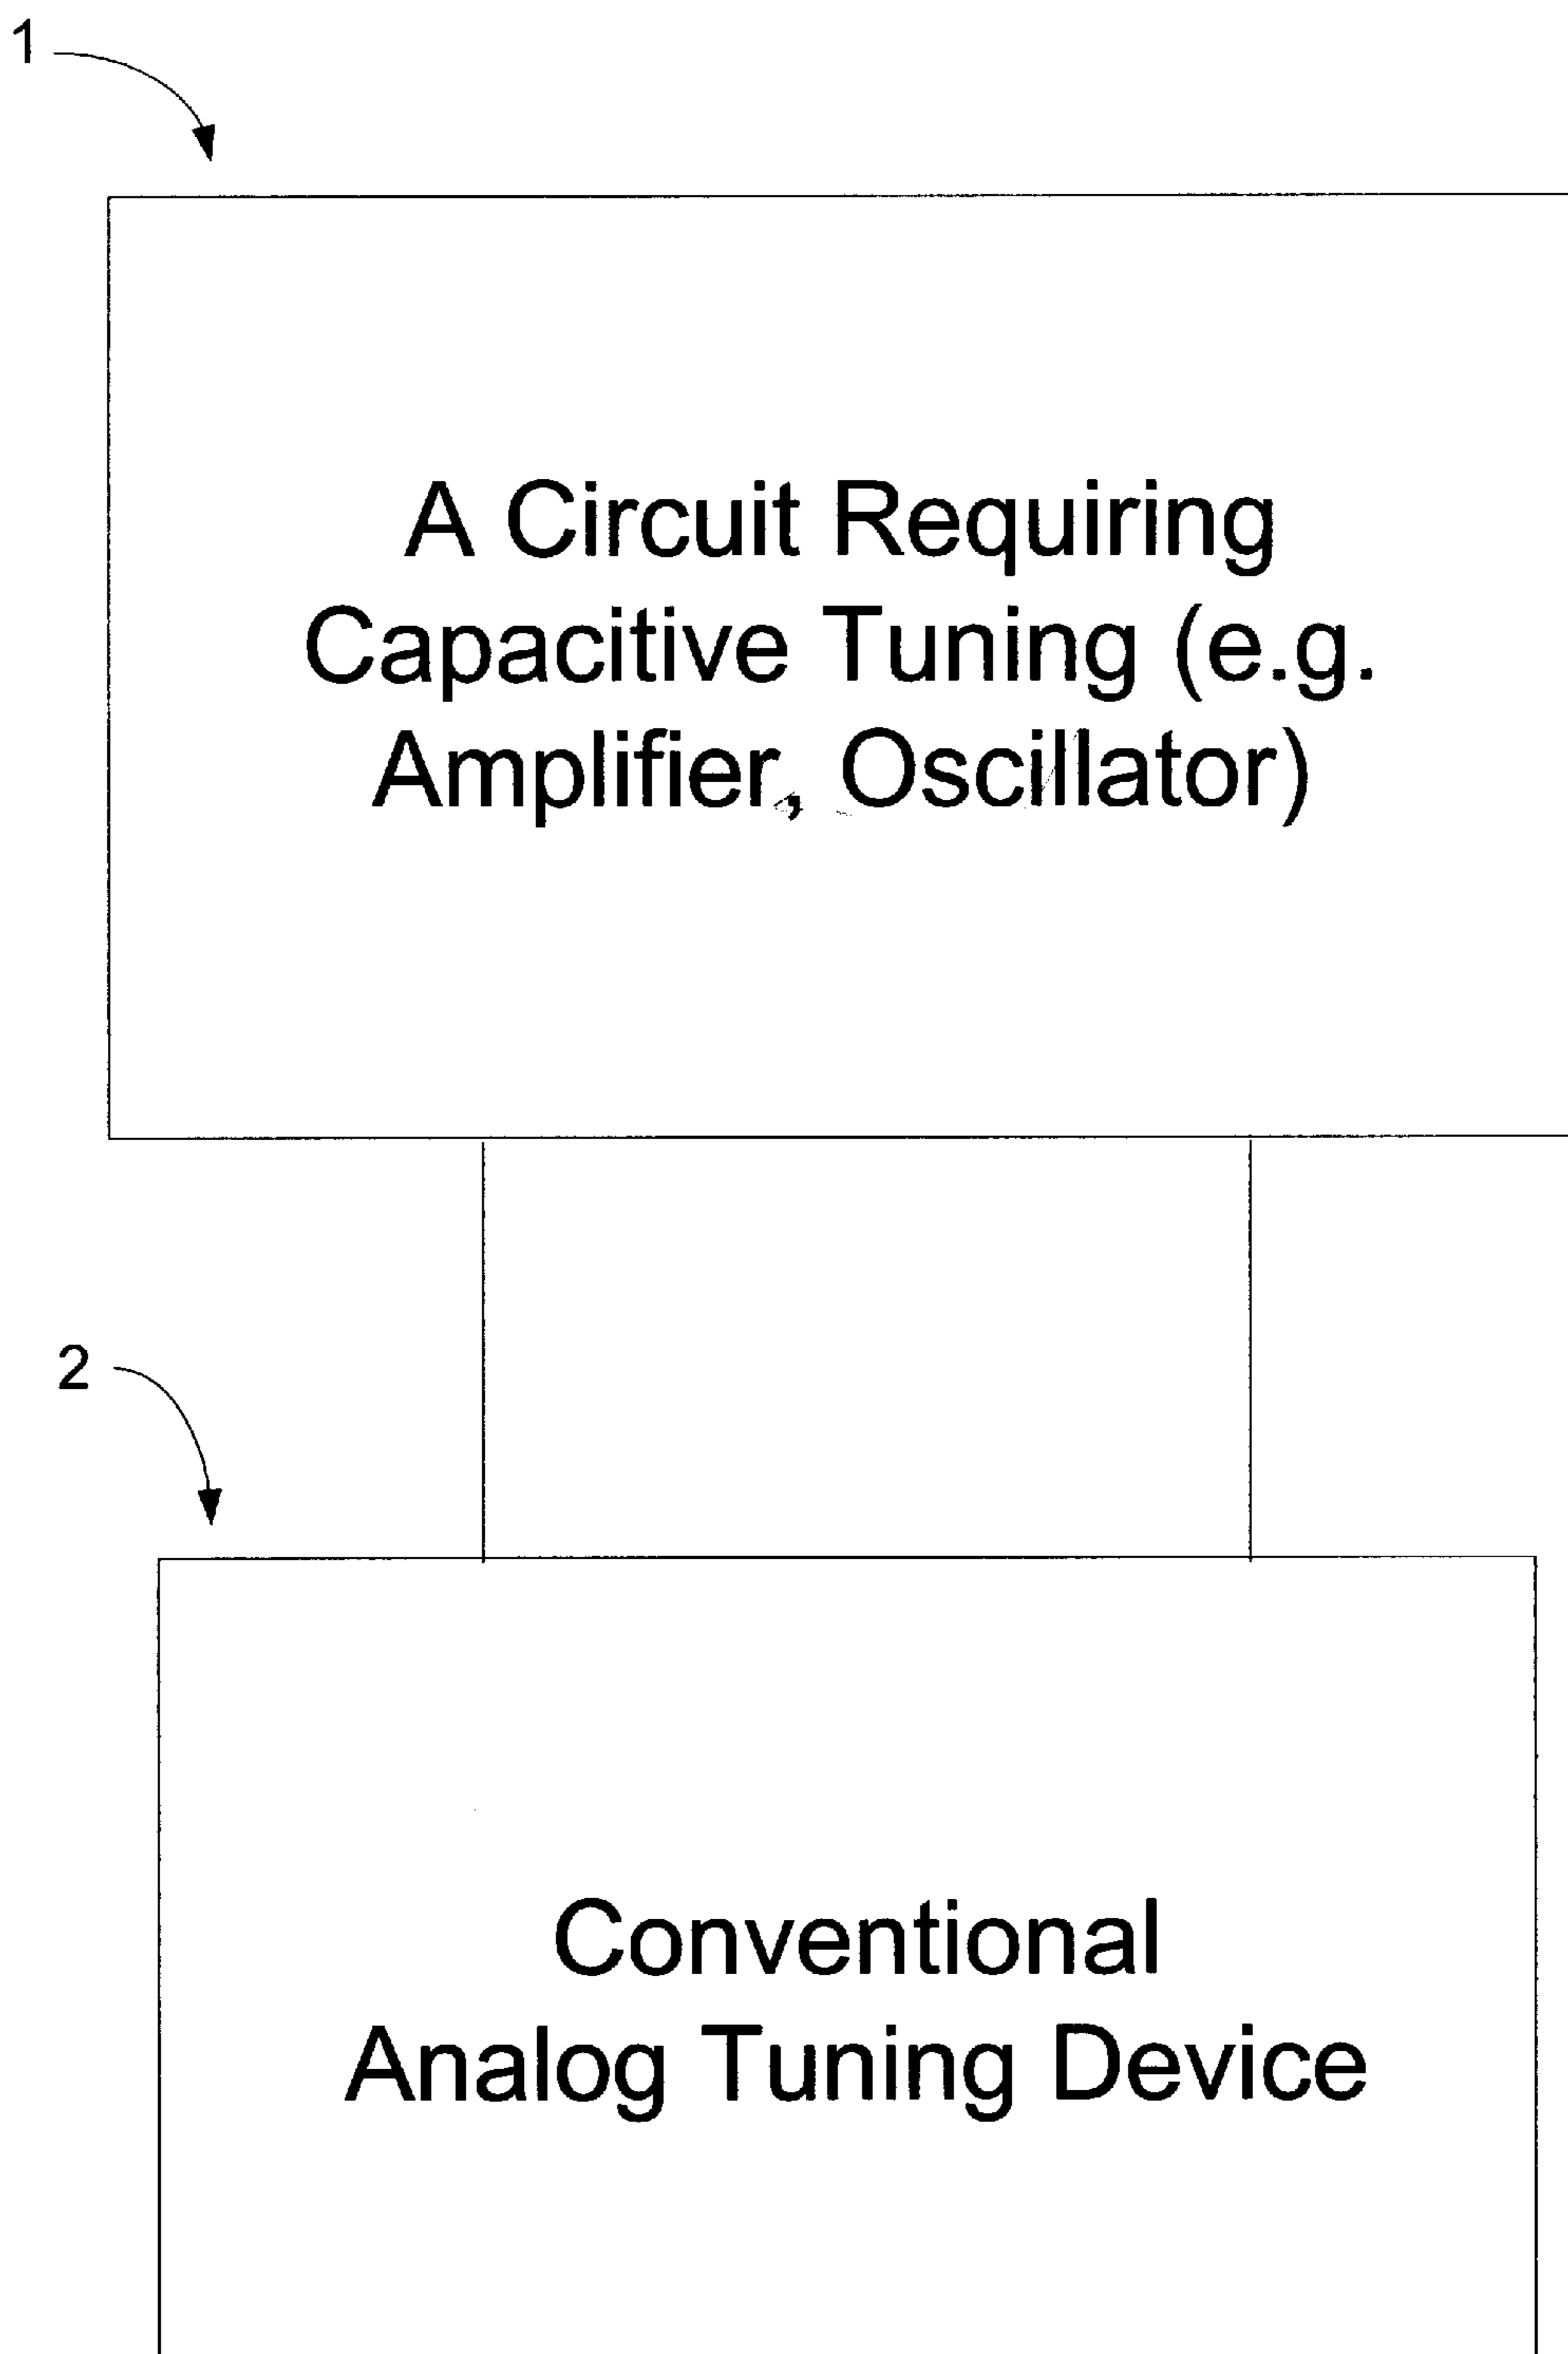 1
A Circuit Requiring
Capacitive Tuning (e.g.
Amplifier, Oscillator)
2
Conventional
Analog Tuning Device